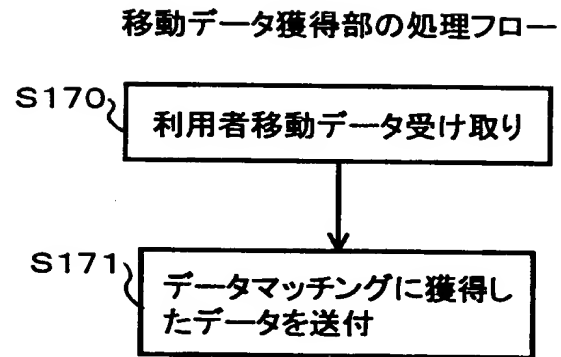 移動データ獲得部の処理フロー
S170
利用者移動データ受け取り
S171
データマッチングに獲得し
たデータを送付